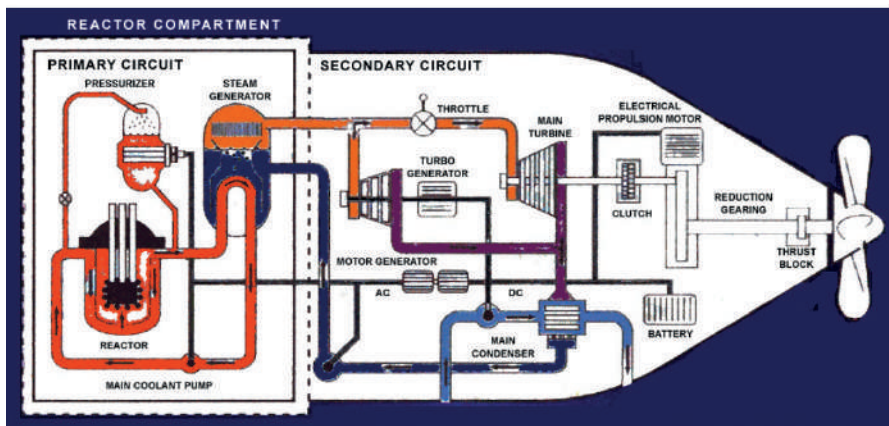 REACTOR COMPARTMENT
PRIMARY CIRCUIT
SECONDARY CIRCUIT
PRESSURIZER
STEAM
GENERATOR
THROTTLE
MAIN
TURBINE
ELECTRICAL
PROPULSION MOTOR
TURBO
GENERATOR
CLUTCH
REDUCTION
GEARING
THRUST
BLOCK
MOTOR GENERATOR
AC
DC
REACTOR
MAIN COOLANT PUMP
MAIN
CONDENSER
BATTERY